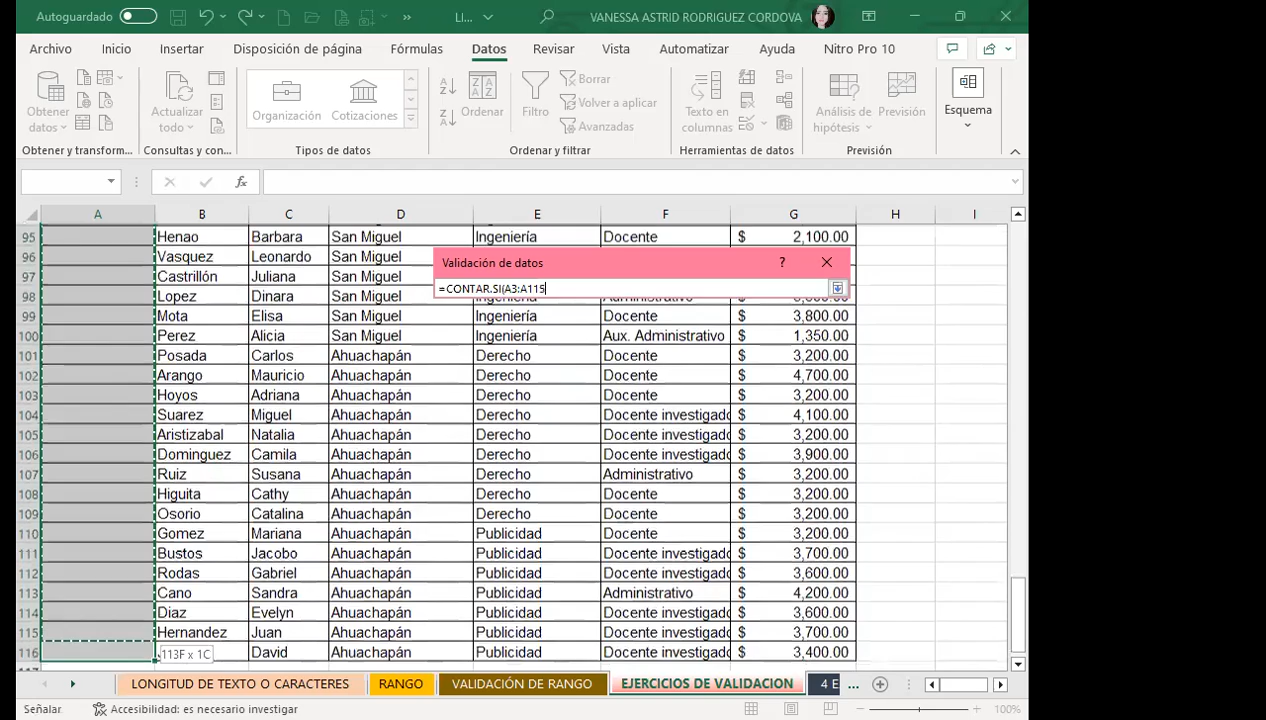 Autoguardado LI... VANESSA ASTRID RODRIGUEZ CORDOVA
Archivo Inicio Insertar Disposición de página Fórmulas Datos Revisar Vista Automatizar Ayuda Nitro Pro 10
Obtener datos Actualizar todo Organización Cotizaciones Ordenar Filtro Borrar Volver a aplicar Avanzadas Texto en columnas Análisis de hipótesis Previsión Esquema
Obtener y transform... Consultas y con... Tipos de datos Ordenar y filtrar Herramientas de datos Previsión
fx
A B C D E F G H I
95 Henao Barbara San Miguel Ingeniería Docente $ 2,100.00
96 Vasquez Leonardo San Miguel
97 Castrillón Juliana San Miguel
98 Lopez Dinara San Miguel
Validación de datos ?
=CONTAR.SI(A3:A115
99 Mota Elisa San Miguel Ingeniería Docente $ 3,800.00
100 Perez Alicia San Miguel Ingeniería Aux. Administrativo $ 1,350.00
101 Posada Carlos Ahuachapán Derecho Docente $ 3,200.00
102 Arango Mauricio Ahuachapán Derecho Docente $ 4,700.00
103 Hoyos Adriana Ahuachapán Derecho Docente $ 3,200.00
104 Suarez Miguel Ahuachapán Derecho Docente investigado $ 4,100.00
105 Aristizabal Natalia Ahuachapán Derecho Docente investigado $ 3,200.00
106 Dominguez Camila Ahuachapán Derecho Docente investigado $ 3,900.00
107 Ruiz Susana Ahuachapán Derecho Administrativo $ 3,200.00
108 Higuita Cathy Ahuachapán Derecho Docente $ 3,200.00
109 Osorio Catalina Ahuachapán Derecho Docente $ 3,200.00
110 Gomez Mariana Ahuachapán Publicidad Docente $ 3,200.00
111 Bustos Jacobo Ahuachapán Publicidad Docente investigado $ 3,700.00
112 Rodas Gabriel Ahuachapán Publicidad Docente investigado $ 3,600.00
113 Cano Sandra Ahuachapán Publicidad Administrativo $ 4,200.00
114 Diaz Evelyn Ahuachapán Publicidad Docente investigado $ 3,600.00
115 Hernandez Juan Ahuachapán Publicidad Docente investigado $ 3,700.00
116 113F x 1C David Ahuachapán Publicidad Docente investigado $ 3,400.00
LONGITUD DE TEXTO O CARACTERES RANGO VALIDACIÓN DE RANGO EJERCICIOS DE VALIDACION 4 E ...
Señalar Accesibilidad: es necesario investigar 100%